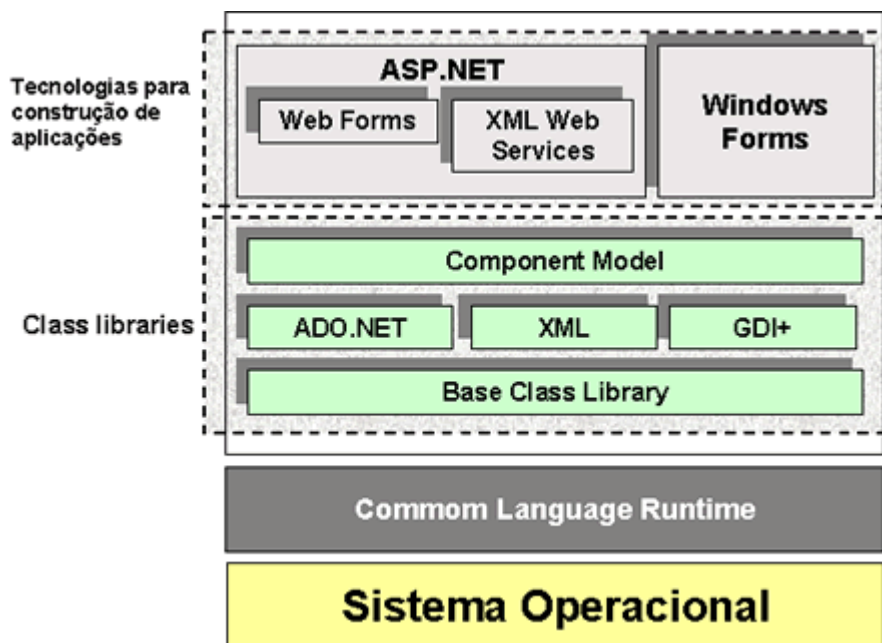 Tecnologias para
construção de
aplicações
ASP.NET
Web Forms
XML Web
Services
Windows
Forms
Class libraries
Component Model
ADO.NET
XML
GDI+
Base Class Library
Commom Language Runtime
Sistema Operacional